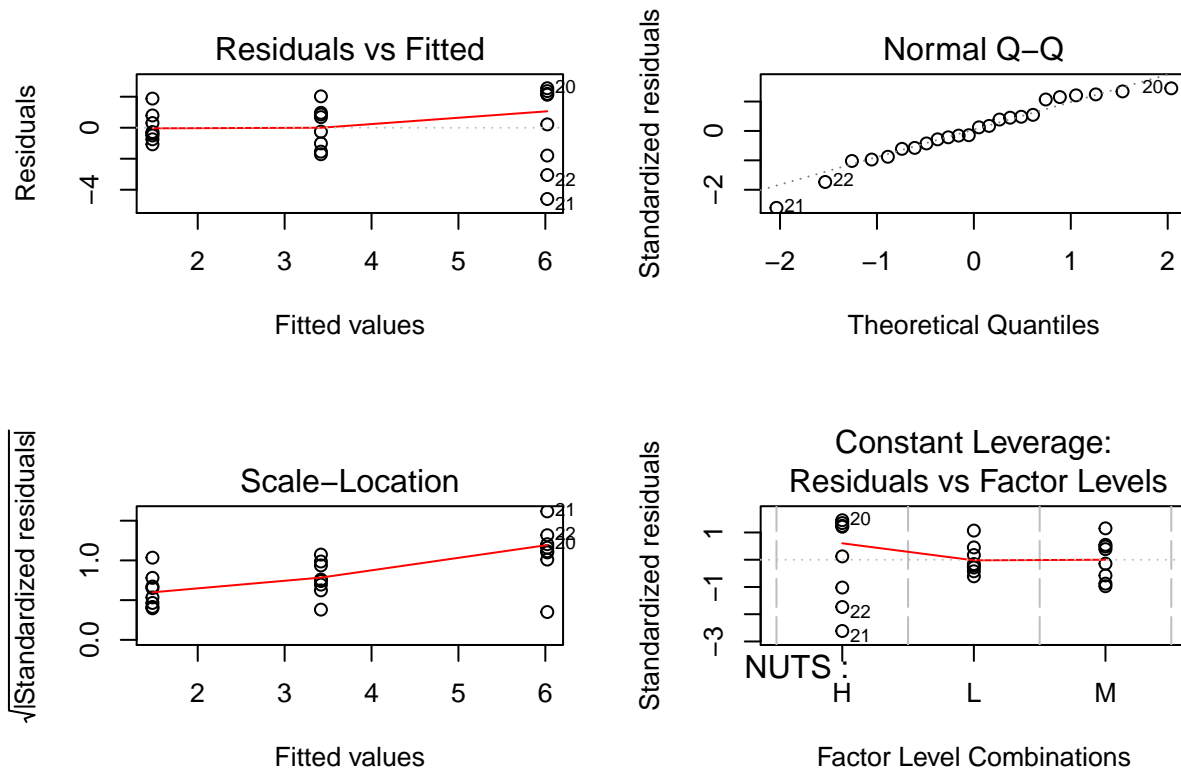 Residuals vs Fitted
Residuals
0
−4
20
22
21
2 3 4 5 6
Fitted values
Normal Q−Q
Standardized residuals
0
−2
20
22
21
−2 −1 0 1 2
Theoretical Quantiles
Scale−Location
√|Standardized residuals|
1.0
0.0
21
22
20
2 3 4 5 6
Fitted values
Constant Leverage:
Residuals vs Factor Levels
Standardized residuals
1
−1
−3
20
22
21
NUTS :
H L M
Factor Level Combinations